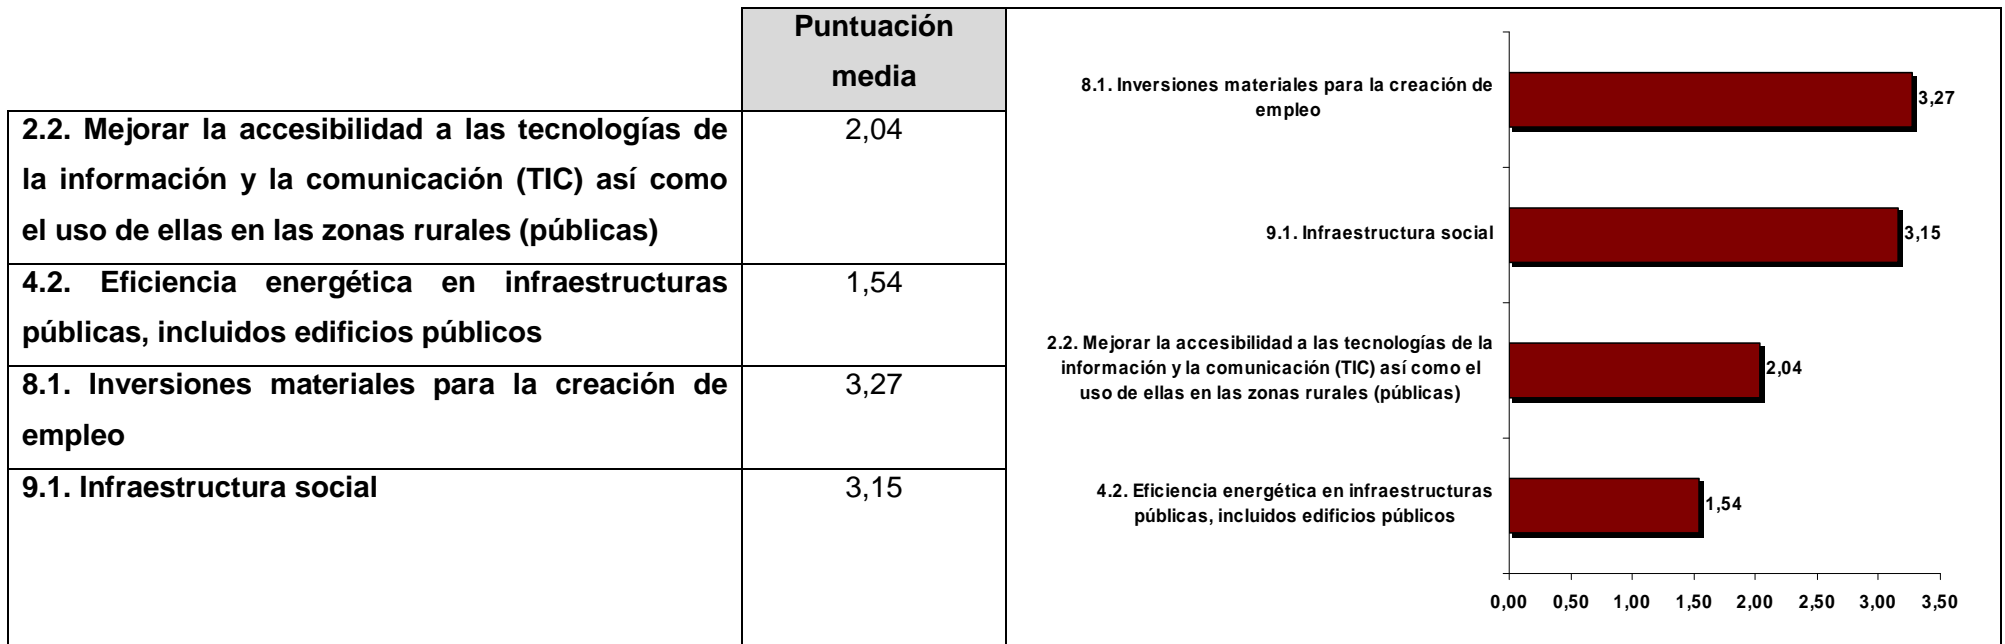 Puntuación
media
2.2. Mejorar la accesibilidad a las tecnologías de
la información y la comunicación (TIC) así como
el uso de ellas en las zonas rurales (públicas)
2,04
4.2. Eficiencia energética en infraestructuras
públicas, incluidos edificios públicos
1,54
8.1. Inversiones materiales para la creación de
empleo
3,27
9.1. Infraestructura social
3,15
8.1. Inversiones materiales para la creación de
empleo
3,27
9.1. Infraestructura social
3,15
2.2. Mejorar la accesibilidad a las tecnologías de la
información y la comunicación (TIC) así como el
uso de ellas en las zonas rurales (públicas)
2,04
4.2. Eficiencia energética en infraestructuras
públicas, incluidos edificios públicos
1,54
0,00 0,50 1,00 1,50 2,00 2,50 3,00 3,50